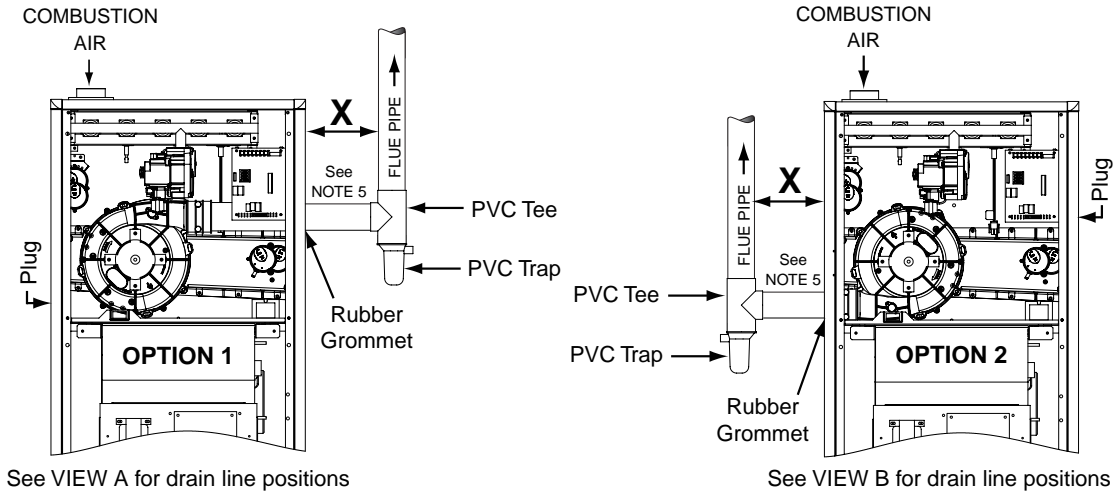 COMBUSTION
AIR
X
FLUE PIPE
See
NOTE 5
PVC Tee
PVC Trap
Plug
Rubber
Grommet
OPTION 1
See VIEW A for drain line positions
COMBUSTION
AIR
X
FLUE PIPE
See
NOTE 5
PVC Tee
PVC Trap
Plug
Rubber
Grommet
OPTION 2
See VIEW B for drain line positions